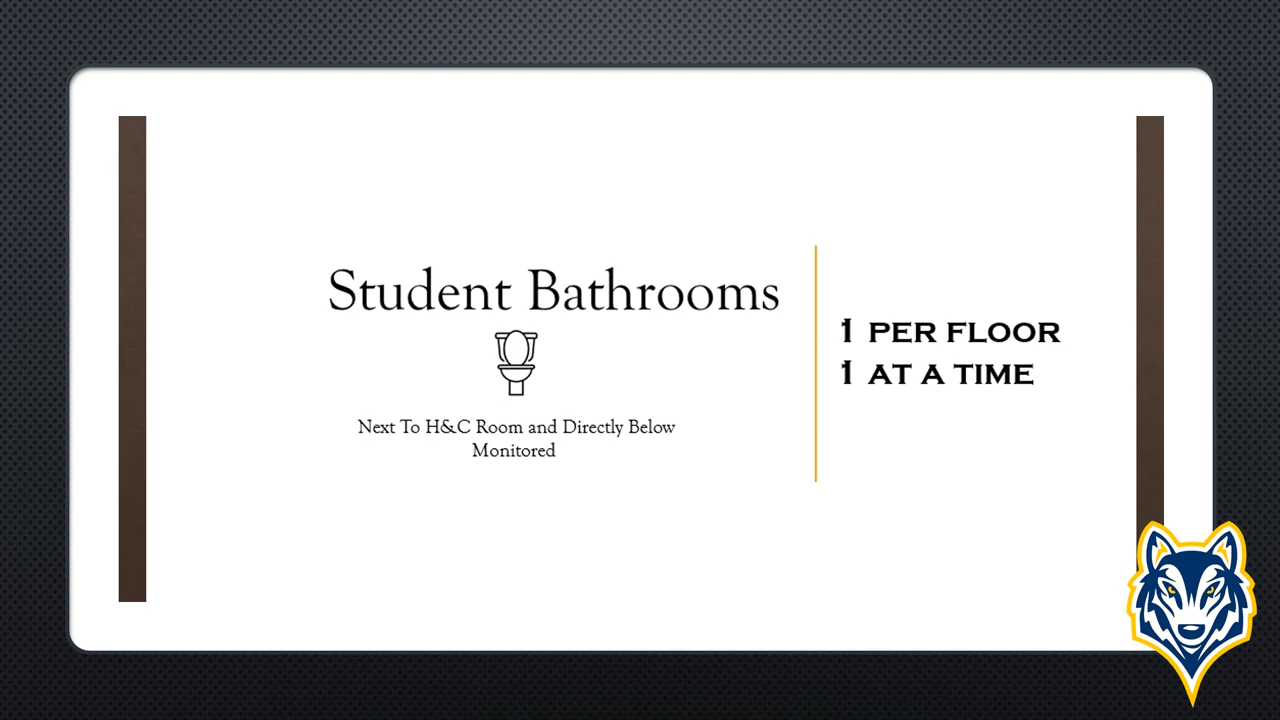 Student Bathrooms
Next To H&C Room and Directly Below
Monitored
1 PER FLOOR
1 AT A TIME